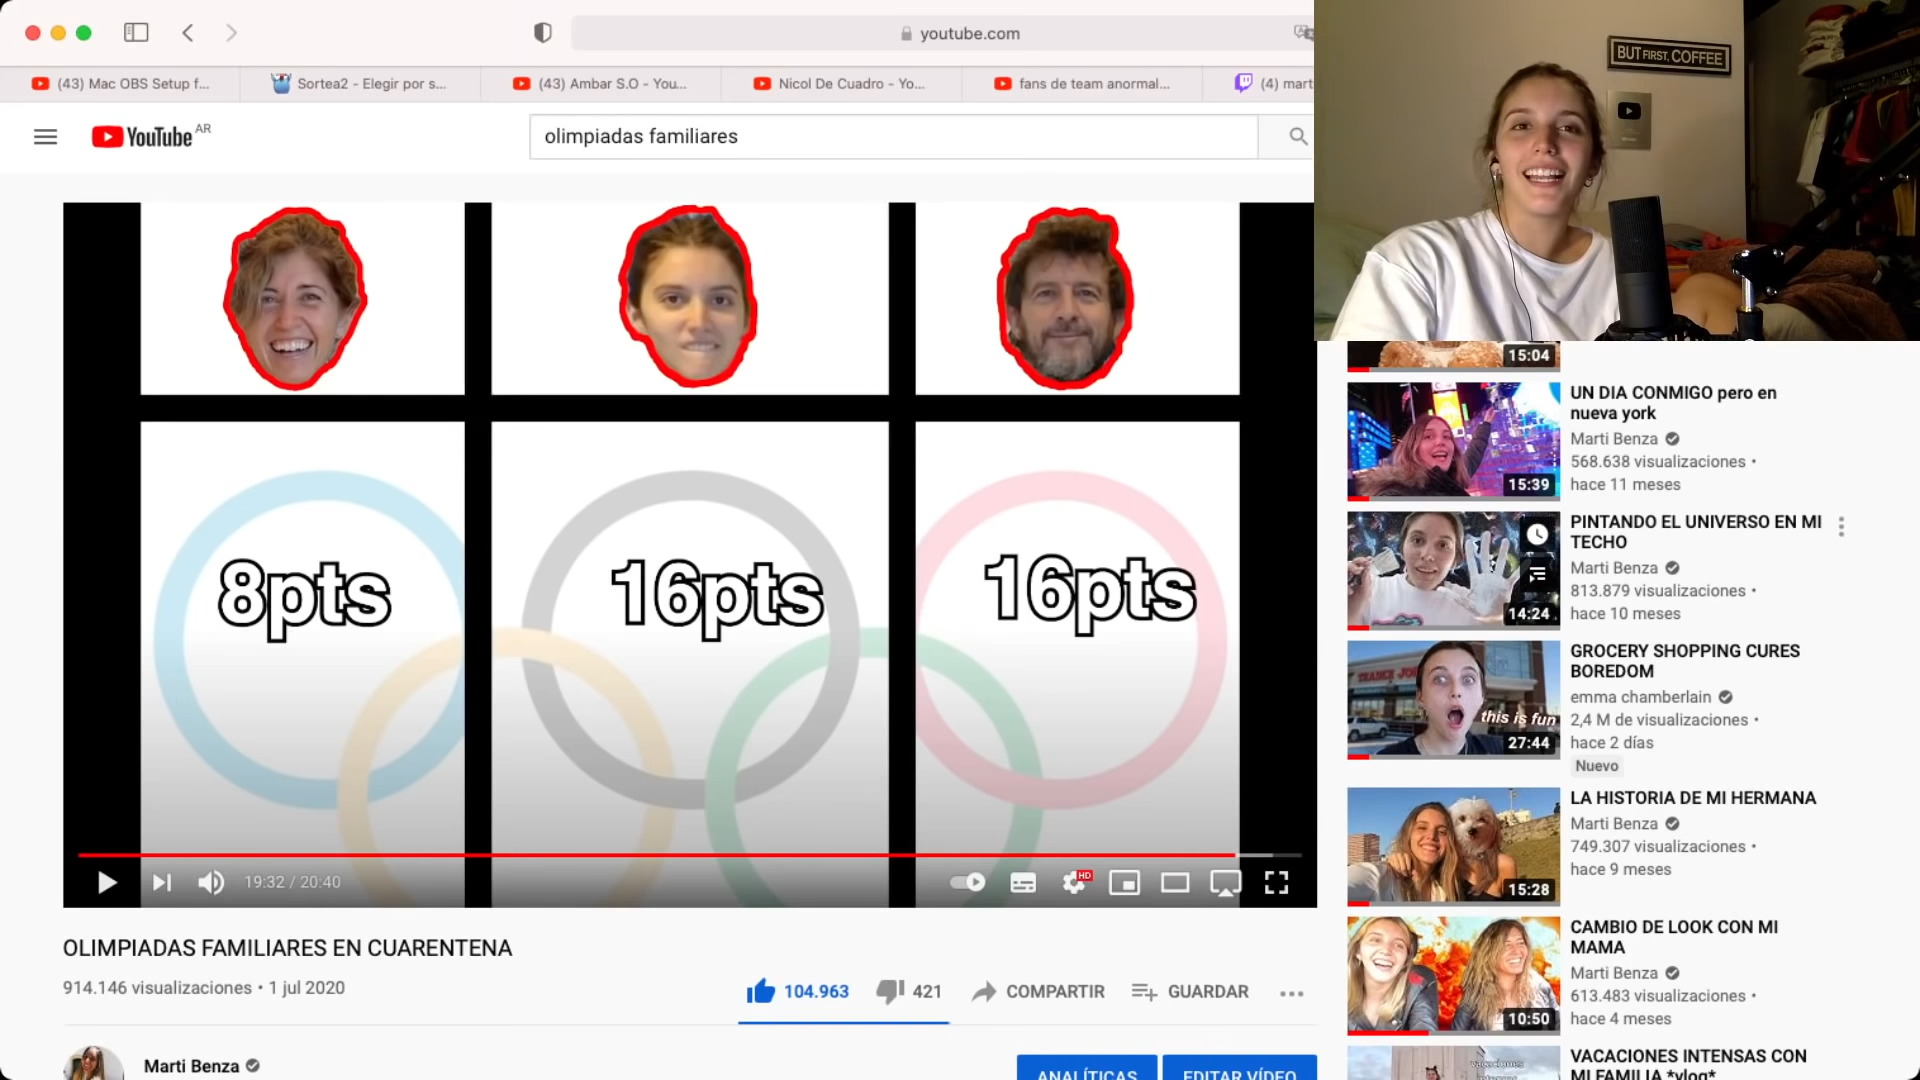 youtube.com
(43) Mac OBS Setup f...
Sortea2 - Elegir por s...
(43) Ambar S.O - You...
Nicol De Cuadro - Yo...
fans de team anormal...
(4) mart
YouTube AR
olimpiadas familiares
BUT FIRST, COFFEE
8pts
16pts
16pts
19:32 / 20:40
HD
OLIMPIADAS FAMILIARES EN CUARENTENA
914.146 visualizaciones • 1 jul 2020
104.963
421
COMPARTIR
GUARDAR
Marti Benza
ANALÍTICAS
EDITAR VÍDEO
15:04
15:39
UN DIA CONMIGO pero en
nueva york
Marti Benza
568.638 visualizaciones •
hace 11 meses
14:24
PINTANDO EL UNIVERSO EN MI
TECHO
Marti Benza
813.879 visualizaciones •
hace 10 meses
TRADER JO
this is fun
27:44
GROCERY SHOPPING CURES
BOREDOM
emma chamberlain
2,4 M de visualizaciones •
hace 2 días
Nuevo
15:28
LA HISTORIA DE MI HERMANA
Marti Benza
749.307 visualizaciones •
hace 9 meses
10:50
CAMBIO DE LOOK CON MI
MAMA
Marti Benza
613.483 visualizaciones •
hace 4 meses
vacaciones
VACACIONES INTENSAS CON
MI FAMILIA *vlog*